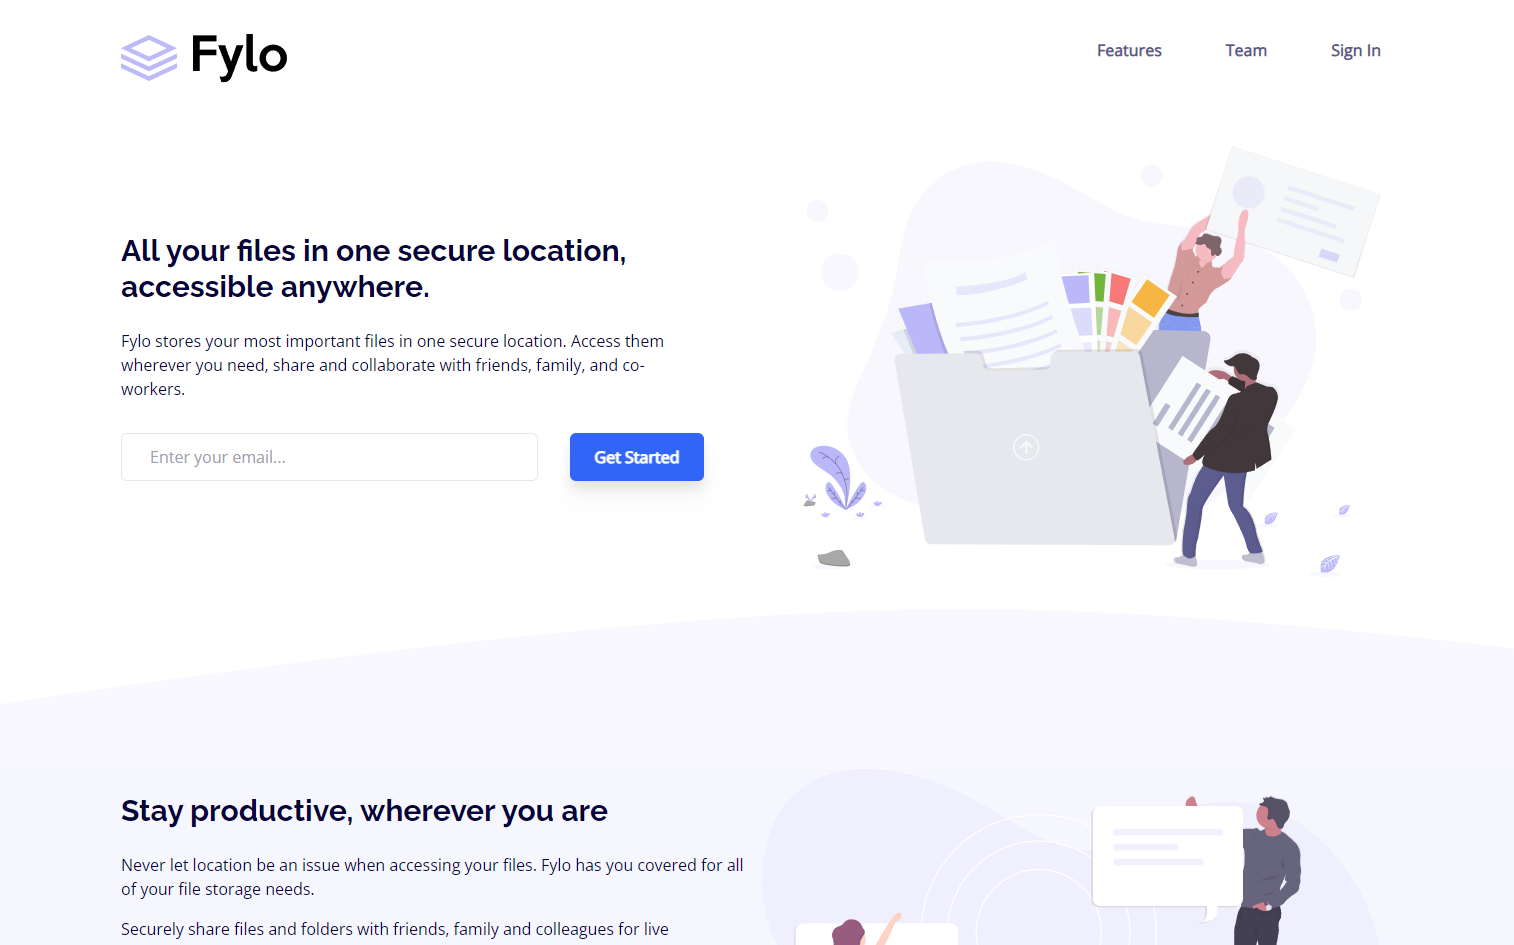 Fylo
Features
Team
Sign In
All your files in one secure location,
accessible anywhere.
Fylo stores your most important files in one secure location. Access them
wherever you need, share and collaborate with friends, family, and co-
workers.
Enter your email...
Get Started
Stay productive, wherever you are
Never let location be an issue when accessing your files. Fylo has you covered for all
of your file storage needs.
Securely share files and folders with friends, family and colleagues for live